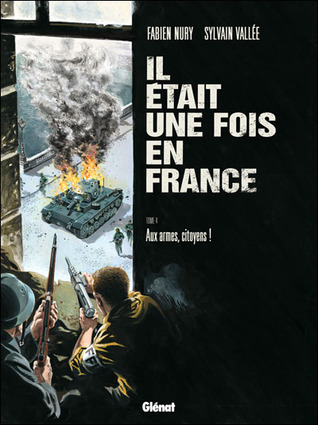 FABIEN NURY SYLVAIN VALLÉE
IL
ÉTAIT
UNE FOIS
EN
FRANCE
TOME 4
Aux armes, citoyens !
Glénat